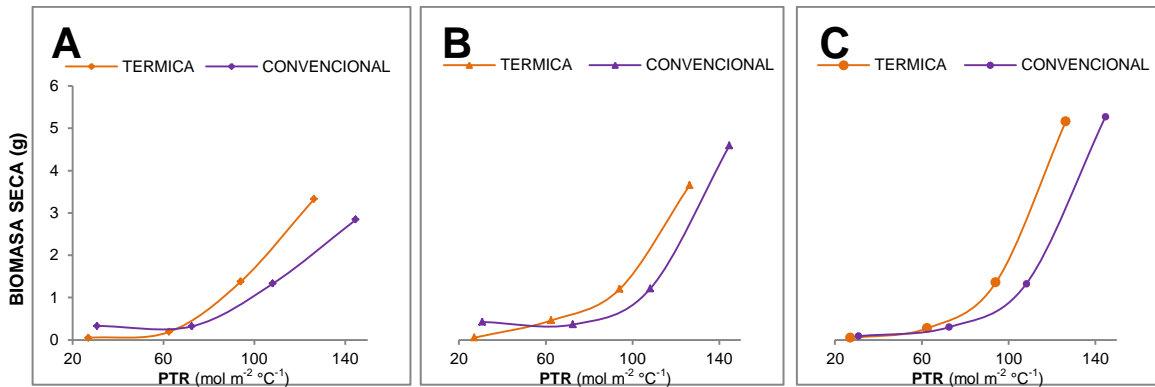 A
TERMICA CONVENCIONAL
BIOMASA SECA (g)
6
5
4
3
2
1
0
20 60 100 140
PTR (mol m⁻² °C⁻¹)
B
TERMICA CONVENCIONAL
20 60 100 140
PTR (mol m⁻² °C⁻¹)
C
TERMICA CONVENCIONAL
20 60 100 140
PTR (mol m⁻² °C⁻¹)